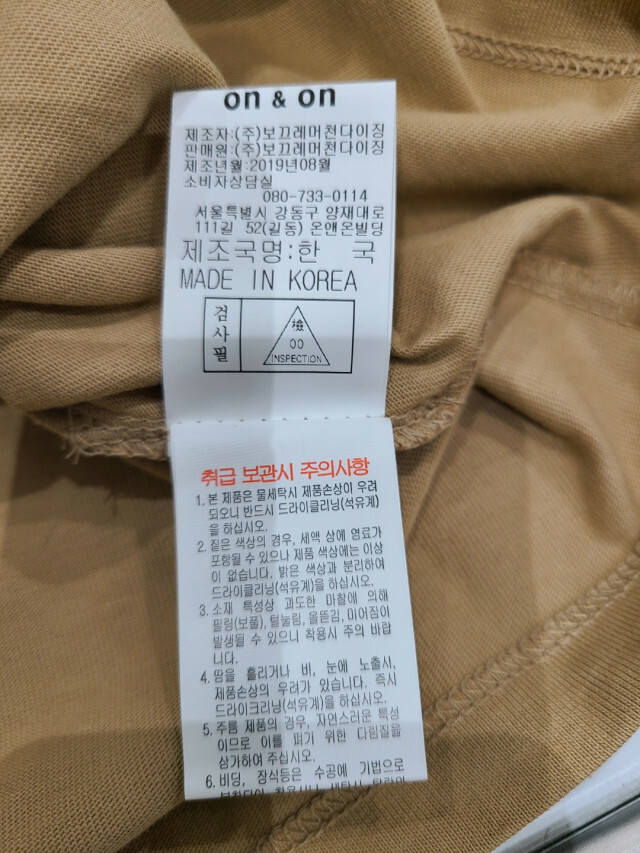 on & on
제조자:(주)보끄레머천다이징
판매원:(주)보끄레머천다이징
제조년월:2019년08월
소비자상담실
080-733-0114
서울특별시 강동구 양재대로
111길 52(길동) 온앤온빌딩
제조국명:한 국
MADE IN KOREA
검사필
檢
00
INSPECTION
취급 보관시 주의사항
1. 본 제품은 물세탁시 제품손상이 우려
되오니 반드시 드라이클리닝(석유계)
을 하십시오.
2. 짙은 색상의 경우, 세액 상에 염료가
포함될 수 있으나 제품 색상에는 이상
이 없습니다. 밝은 색상과 분리하여
드라이클리닝(석유계)을 하십시오.
3. 소재 특성상 과도한 마찰에 의해
필링(보풀), 털눌림, 올뜯김, 미어짐이
발생될 수 있으니 착용시 주의 바랍
니다.
4. 땀을 흘리거나 비, 눈에 노출시,
제품손상의 우려가 있습니다. 즉시
드라이크리닝(석유계)을 하십시오.
5. 주름 제품의 경우, 자연스러운 특성
이므로 이를 펴기 위한 다림질을
삼가하여 주십시오.
6. 비딩, 장식등은 수공예 기법으로